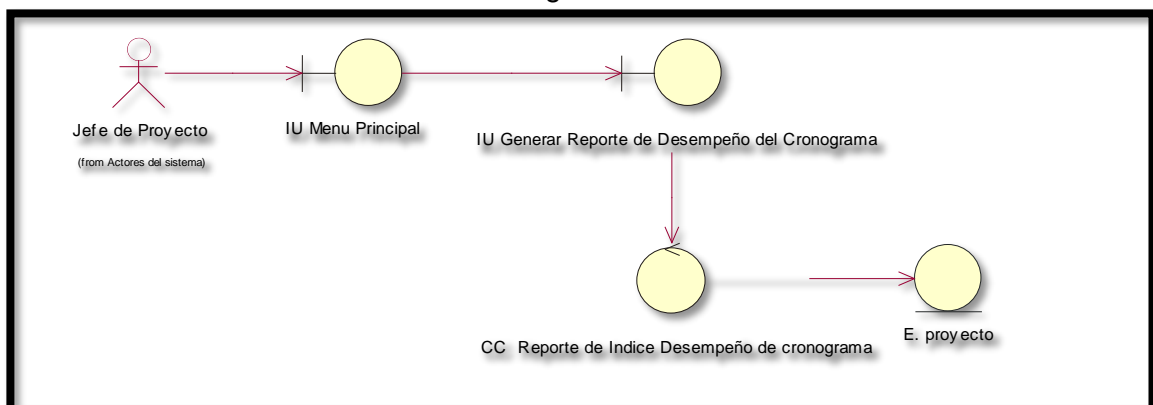 Jefe de Proyecto
(from Actores del sistema)
IU Menu Principal
IU Generar Reporte de Desempeño del Cronograma
CC Reporte de Indice Desempeño de cronograma
E. proyecto